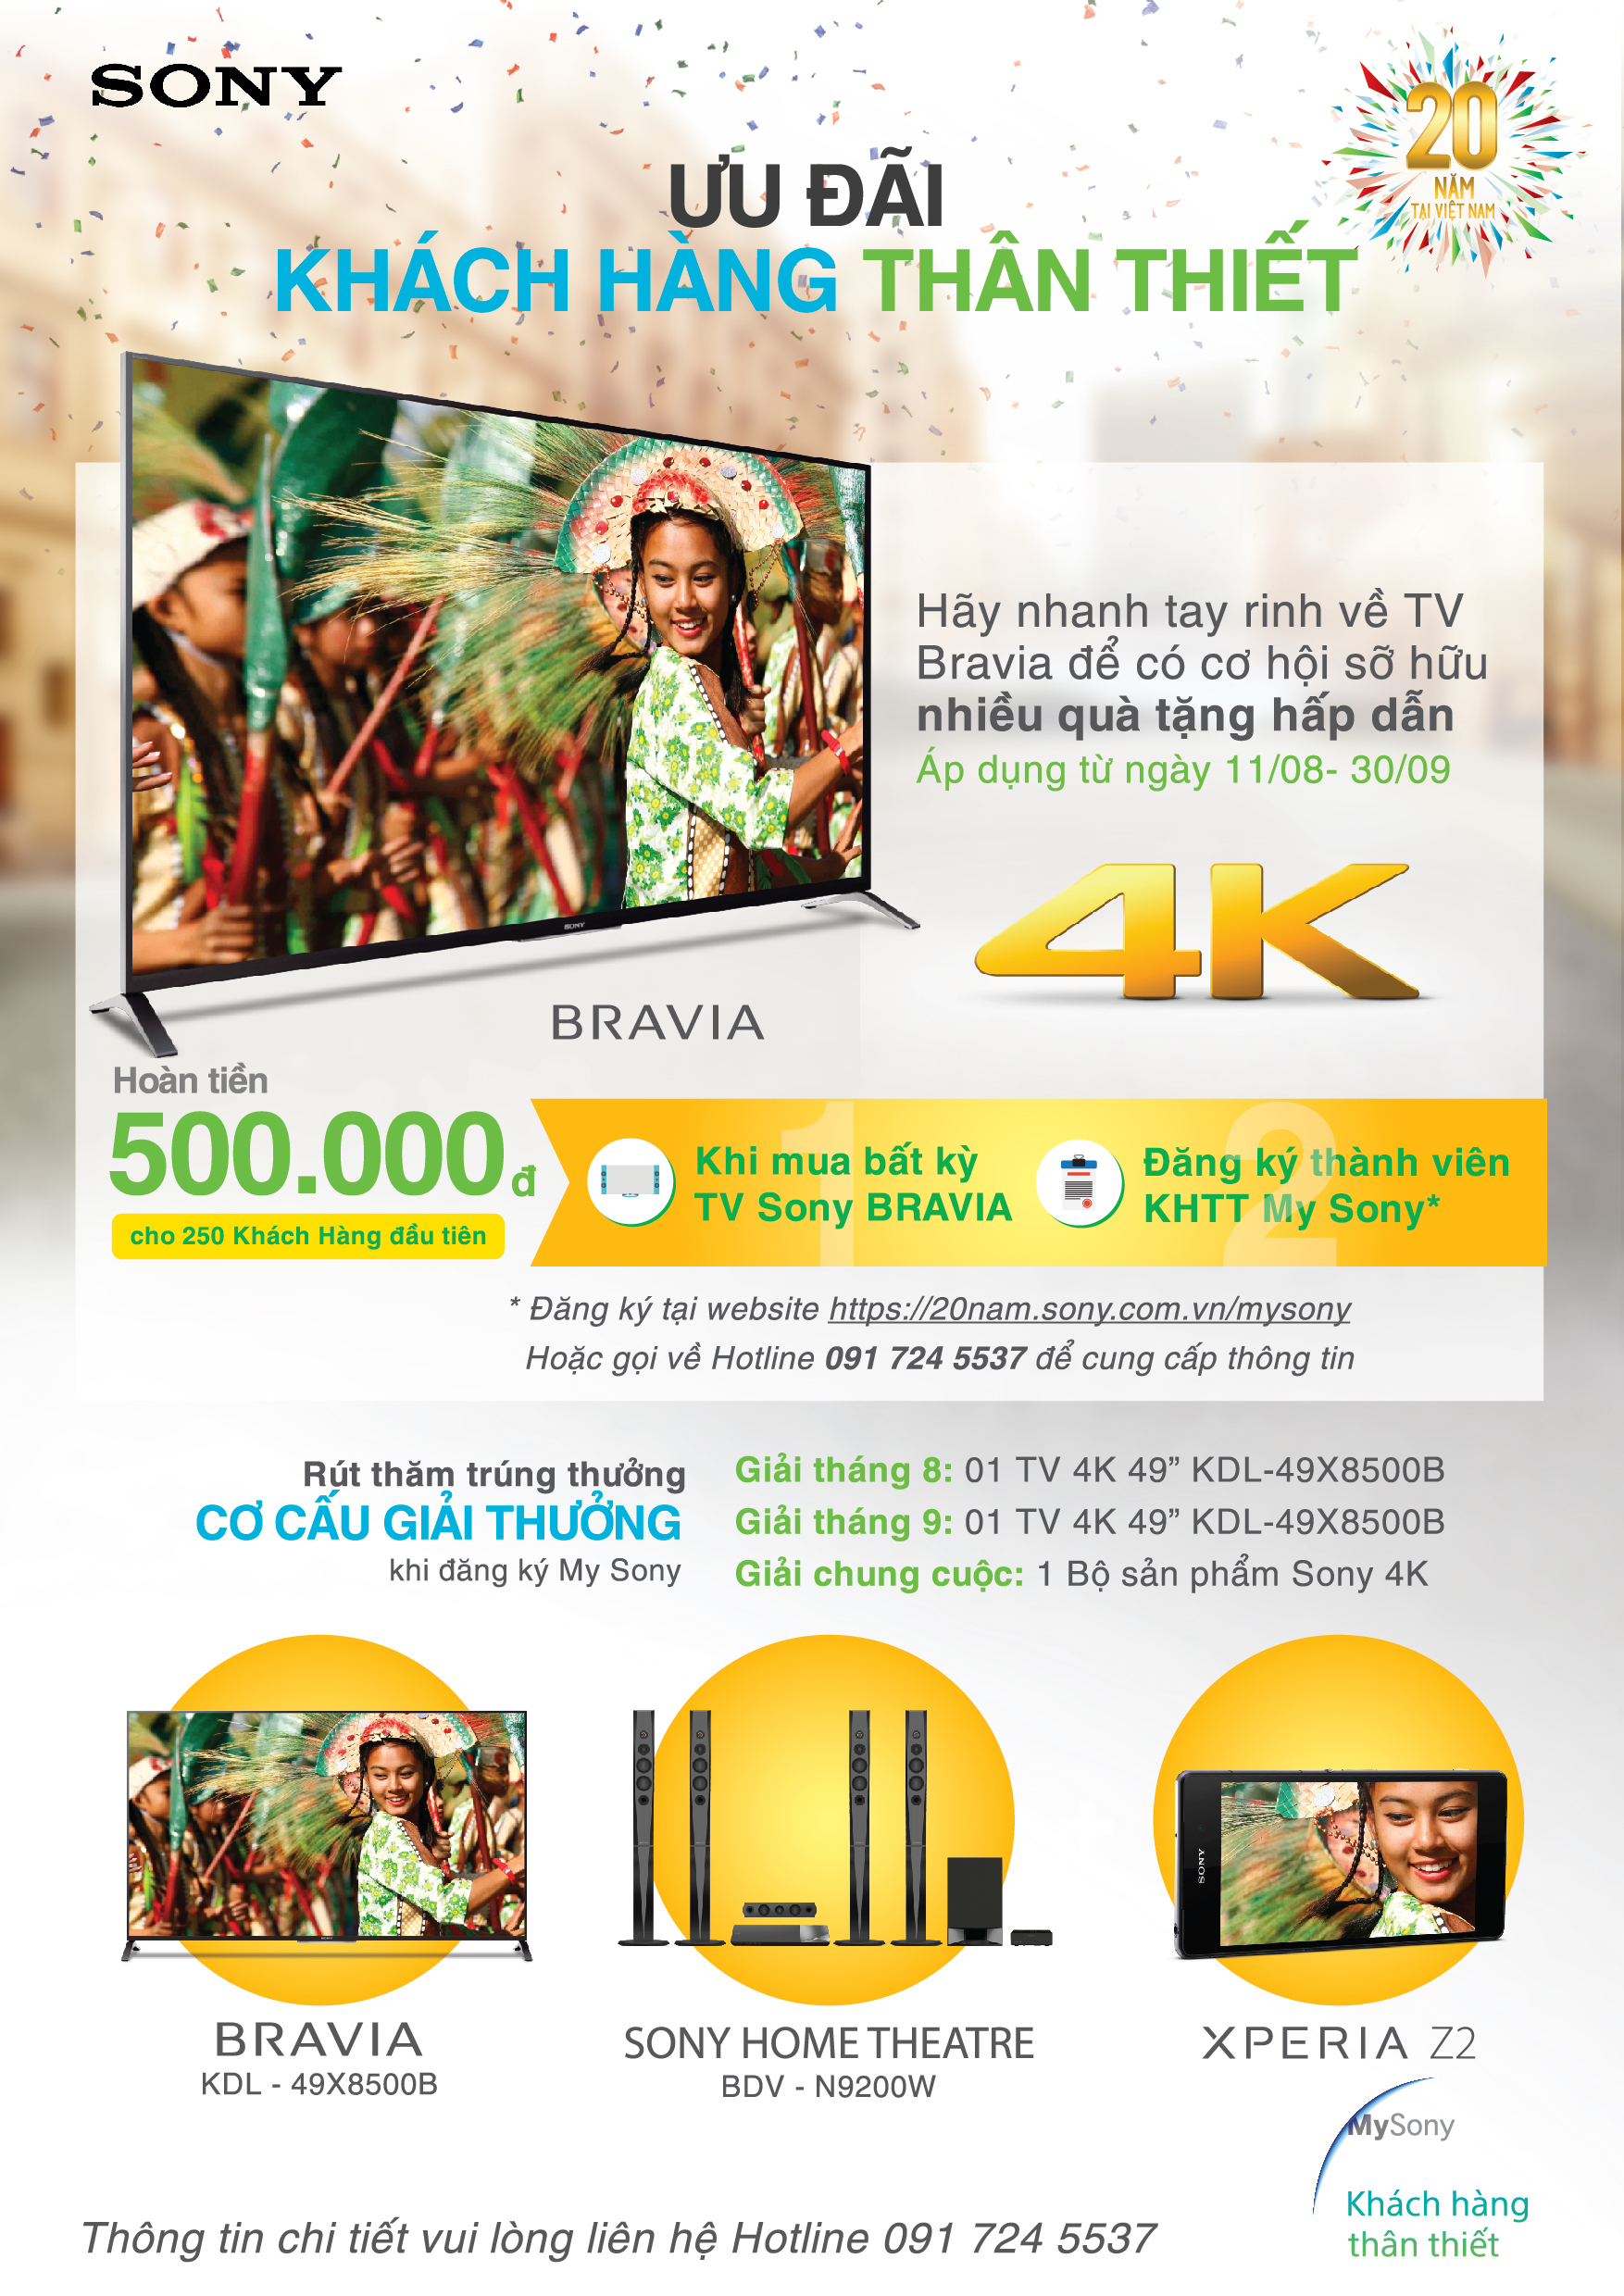 SONY
20
NĂM
TẠI VIỆT NAM
ƯU ĐÃI
KHÁCH HÀNG THÂN THIẾT
Hãy nhanh tay rinh về TV
Bravia để có cơ hội sỡ hữu
nhiều quà tặng hấp dẫn
Áp dụng từ ngày 11/08- 30/09
4K
SONY
BRAVIA
Hoàn tiền
500.000 đ
cho 250 Khách Hàng đầu tiên
1
Khi mua bất kỳ
TV Sony BRAVIA
2
Đăng ký thành viên
KHTT My Sony*
* Đăng ký tại website https://20nam.sony.com.vn/mysony
Hoặc gọi về Hotline 091 724 5537 để cung cấp thông tin
Rút thăm trúng thưởng
CƠ CẤU GIẢI THƯỞNG
khi đăng ký My Sony
Giải tháng 8: 01 TV 4K 49” KDL-49X8500B
Giải tháng 9: 01 TV 4K 49” KDL-49X8500B
Giải chung cuộc: 1 Bộ sản phẩm Sony 4K
SONY
BRAVIA
KDL - 49X8500B
SONY HOME THEATRE
BDV - N9200W
XPERIA Z2
MySony
Khách hàng
thân thiết
Thông tin chi tiết vui lòng liên hệ Hotline 091 724 5537